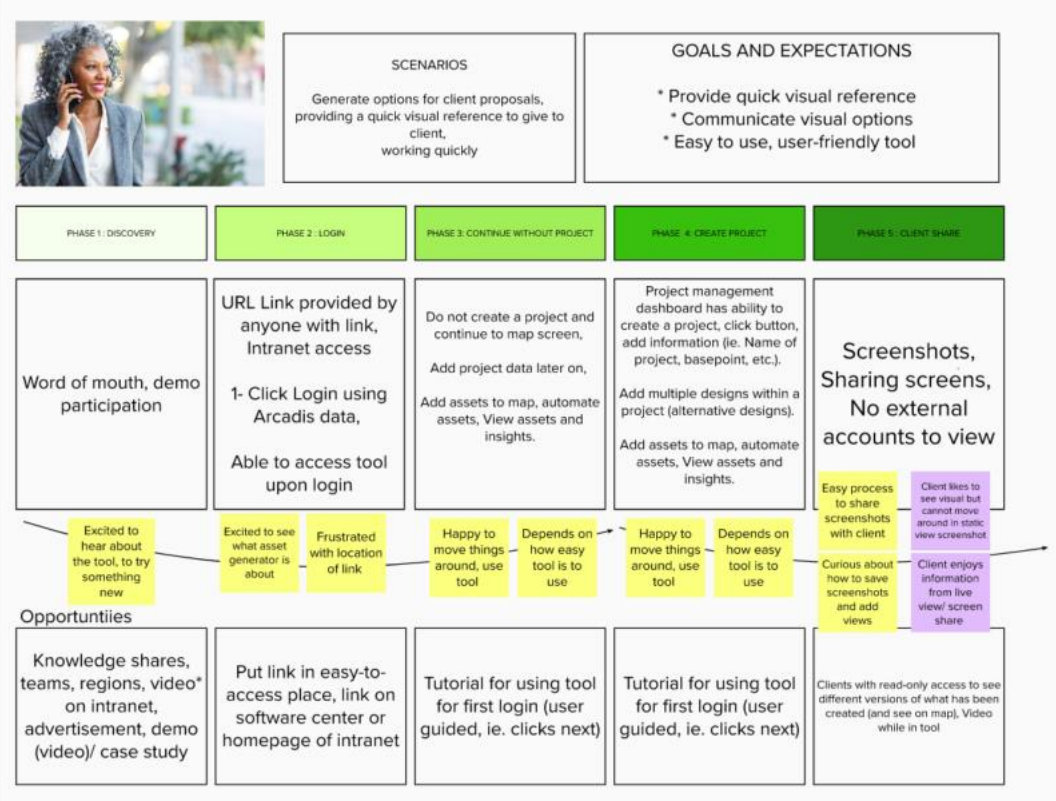 SCENARIOS
Generate options for client proposals,
providing a quick visual reference to give to
client,
working quickly
GOALS AND EXPECTATIONS
* Provide quick visual reference
* Communicate visual options
* Easy to use, user-friendly tool
PHASE 1 : DISCOVERY
PHASE 2 : LOGIN
PHASE 3: CONTINUE WITHOUT PROJECT
PHASE 4: CREATE PROJECT
PHASE 5 : CLIENT SHARE
Word of mouth, demo
participation
URL Link provided by
anyone with link,
Intranet access
1- Click Login using
Arcadis data,
Able to access tool
upon login
Do not create a project and
continue to map screen,
Add project data later on,
Add assets to map, automate
assets, View assets and
insights.
Project management
dashboard has ability to
create a project, click button,
add information (ie. Name of
project, basepoint, etc.).
Add multiple designs within a
project (alternative designs).
Add assets to map, automate
assets, View assets and
insights.
Screenshots,
Sharing screens,
No external
accounts to view
Excited to
hear about
the tool, to try
something
new
Excited to see
what asset
generator is
about
Frustrated
with location
of link
Happy to
move things
around, use
tool
Depends on
how easy
tool is to
use
Happy to
move things
around, use
tool
Depends on
how easy
tool is to
use
Easy process
to share
screenshots
with client
Client likes to
see visual but
cannot move
around in static
view screenshot
Curious about
how to save
screenshots
and add
views
Client enjoys
information
from live
view/ screen
share
Opportuntiies
Knowledge shares,
teams, regions, video*
on intranet,
advertisement, demo
(video)/ case study
Put link in easy-to-
access place, link on
software center or
homepage of intranet
Tutorial for using tool
for first login (user
guided, ie. clicks next)
Tutorial for using tool
for first login (user
guided, ie. clicks next)
Clients with read-only access to see
different versions of what has been
created (and see on map), Video
while in tool